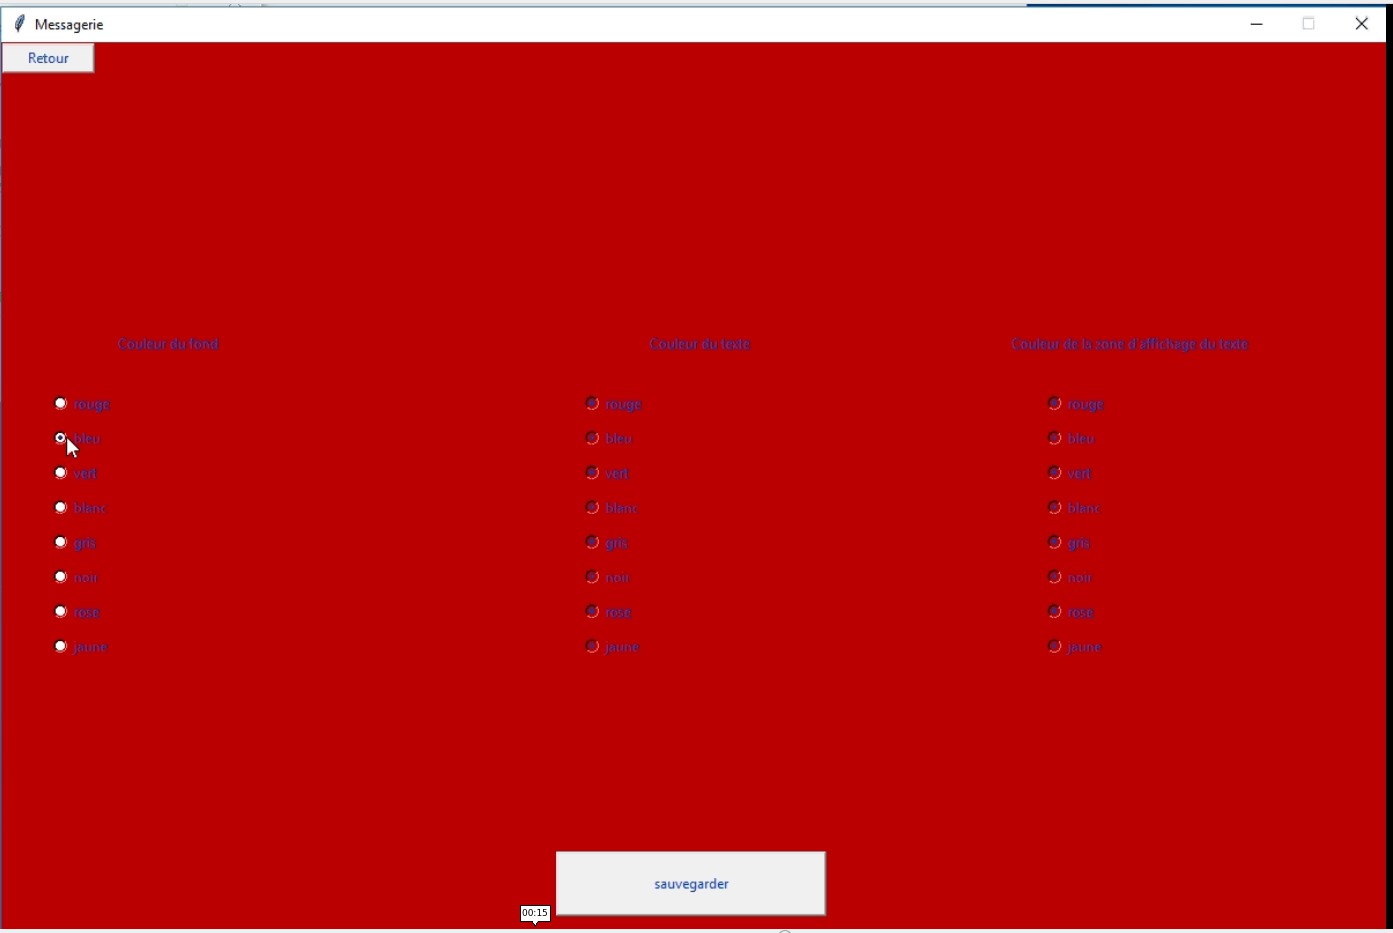 Messagerie
Retour
Couleur du fond
Couleur du texte
Couleur de la zone d'affichage du texte
rouge
rouge
rouge
bleu
bleu
bleu
vert
vert
vert
blanc
blanc
blanc
gris
gris
gris
noir
noir
noir
rose
rose
rose
jaune
jaune
jaune
sauvegarder
00:15